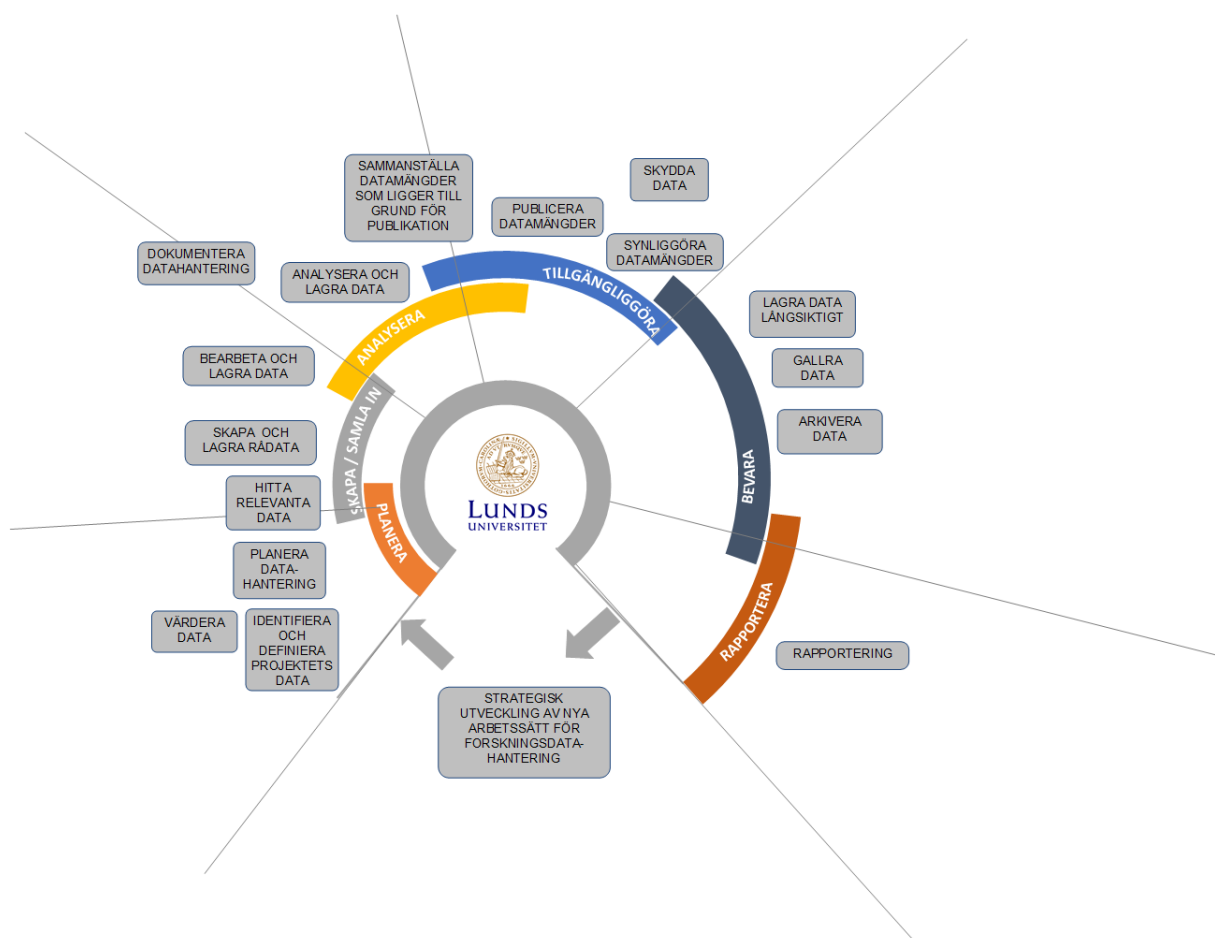 SAMMANSTÄLLA
DATAMÄNGDER
SOM LIGGER TILL
GRUND FÖR
PUBLIKATION
SKYDDA
DATA
PUBLICERA
DATAMÄNGDER
SYNLIGGÖRA
DATAMÄNGDER
DOKUMENTERA
DATAHANTERING
ANALYSERA OCH
LAGRA DATA
TILLGÄNGLIGGÖRA
LAGRA DATA
LÅNGSIKTIGT
ANALYSERA
BEARBETA OCH
LAGRA DATA
GALLRA
DATA
SKAPA / SAMLA IN
ARKIVERA
DATA
SKAPA OCH
LAGRA RÅDATA
BEVARA
HITTA
RELEVANTA
DATA
LUNDS
UNIVERSITET
PLANERA
PLANERA
DATA-
HANTERING
VÄRDERA
DATA
IDENTIFIERA
OCH
DEFINIERA
PROJEKTETS
DATA
RAPPORTERA
RAPPORTERING
STRATEGISK
UTVECKLING AV NYA
ARBETSSÄTT FÖR
FORSKNINGSDATA-
HANTERING